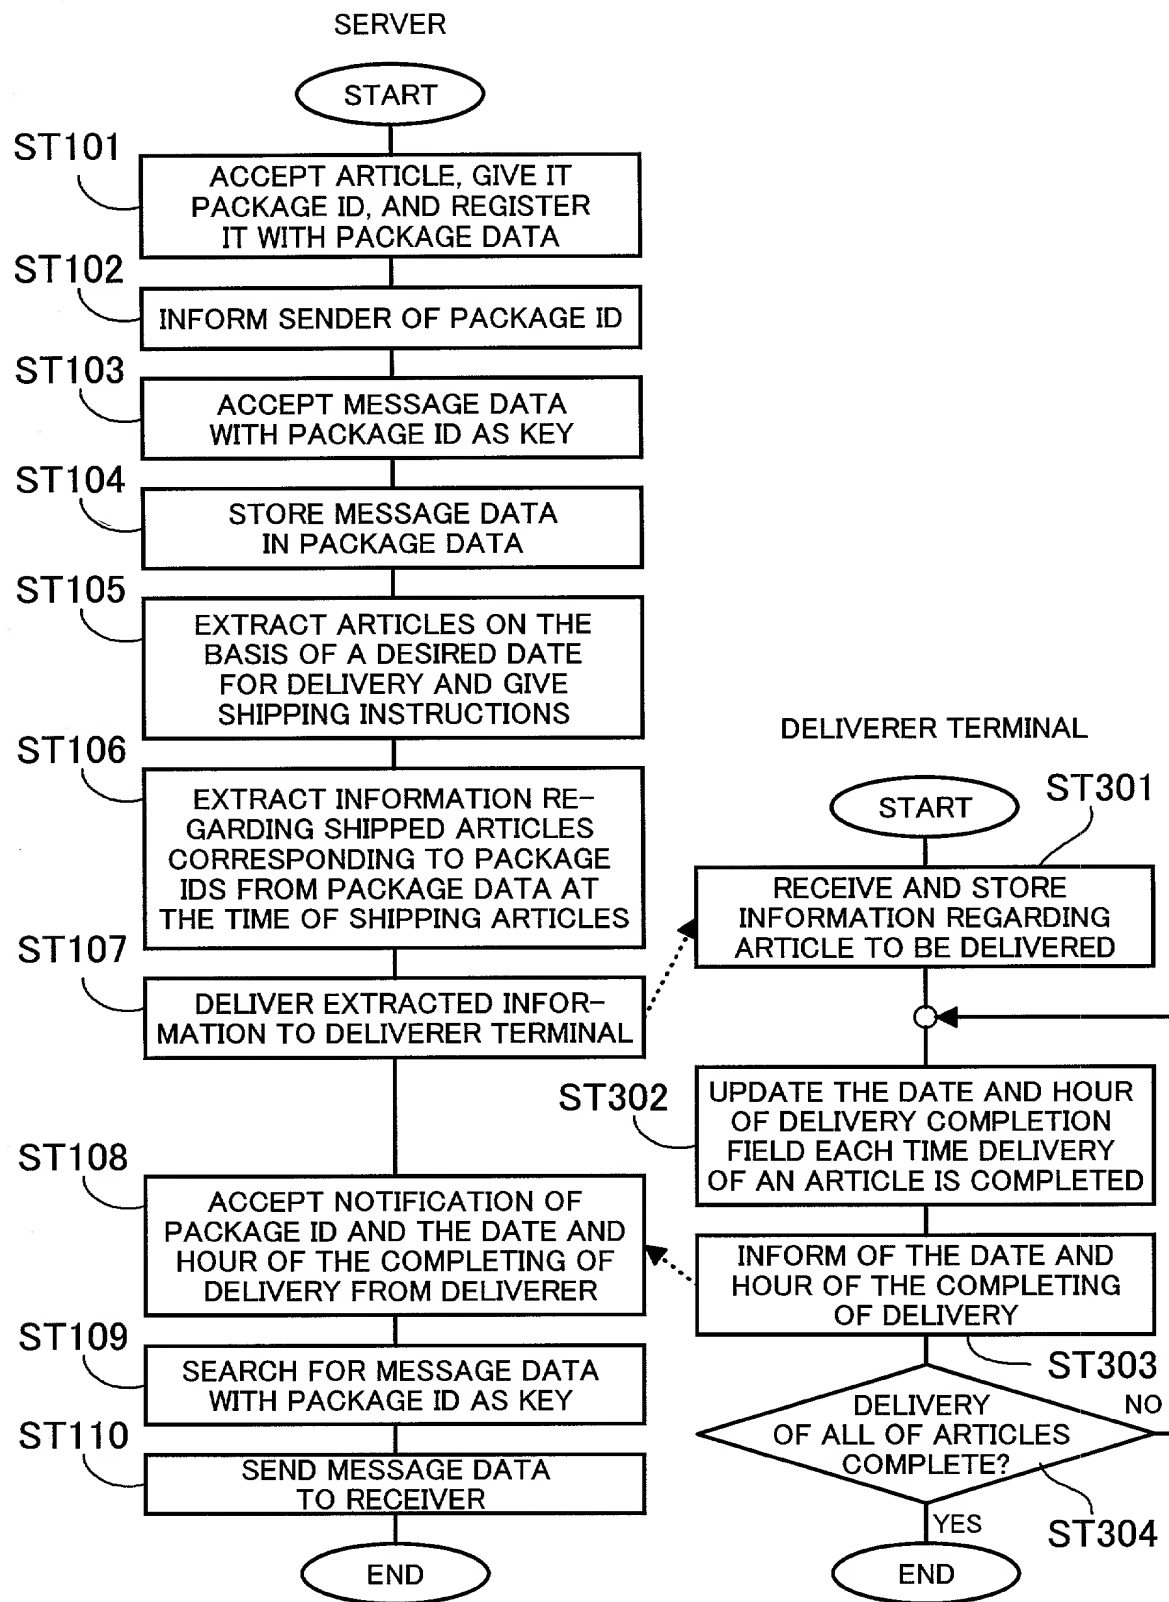 SERVER
START
ST101
ACCEPT ARTICLE, GIVE IT
PACKAGE ID, AND REGISTER
IT WITH PACKAGE DATA
ST102
INFORM SENDER OF PACKAGE ID
ST103
ACCEPT MESSAGE DATA
WITH PACKAGE ID AS KEY
ST104
STORE MESSAGE DATA
IN PACKAGE DATA
ST105
EXTRACT ARTICLES ON THE
BASIS OF A DESIRED DATE
FOR DELIVERY AND GIVE
SHIPPING INSTRUCTIONS
ST106
EXTRACT INFORMATION RE-
GARDING SHIPPED ARTICLES
CORRESPONDING TO PACKAGE
IDS FROM PACKAGE DATA AT
THE TIME OF SHIPPING ARTICLES
ST107
DELIVER EXTRACTED INFOR-
MATION TO DELIVERER TERMINAL
ST108
ACCEPT NOTIFICATION OF
PACKAGE ID AND THE DATE AND
HOUR OF THE COMPLETING OF
DELIVERY FROM DELIVERER
ST109
SEARCH FOR MESSAGE DATA
WITH PACKAGE ID AS KEY
ST110
SEND MESSAGE DATA
TO RECEIVER
END
DELIVERER TERMINAL
START
ST301
RECEIVE AND STORE
INFORMATION REGARDING
ARTICLE TO BE DELIVERED
ST302
UPDATE THE DATE AND HOUR
OF DELIVERY COMPLETION
FIELD EACH TIME DELIVERY
OF AN ARTICLE IS COMPLETED
INFORM OF THE DATE AND
HOUR OF THE COMPLETING
OF DELIVERY
ST303
DELIVERY
OF ALL OF ARTICLES
COMPLETE?
NO
ST304
YES
END